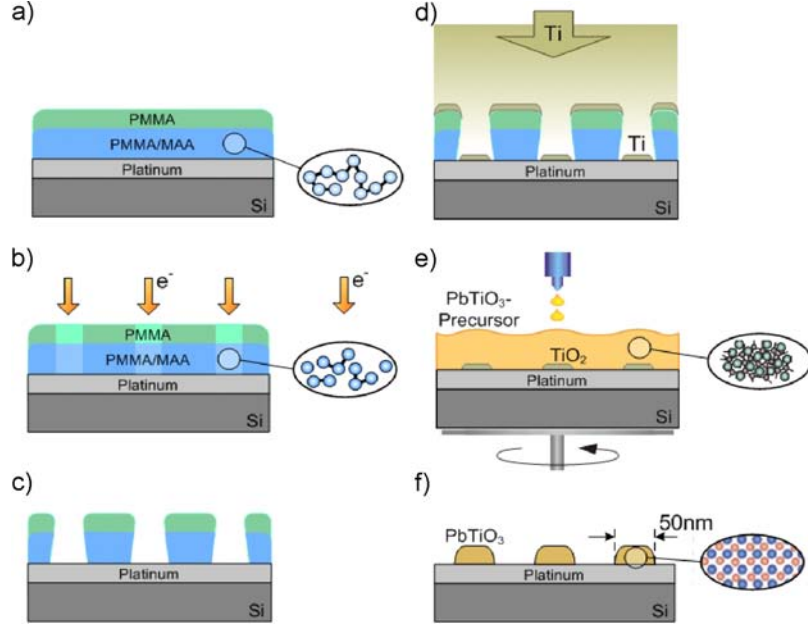 a)
PMMA
PMMA/MAA
Platinum
Si
b)
e-
e-
PMMA
PMMA/MAA
Platinum
Si
c)
Platinum
Si
d)
Ti
Ti
Platinum
Si
e)
PbTiO₃-
Precursor
TiO₂
Platinum
Si
f)
PbTiO₃
50nm
Platinum
Si